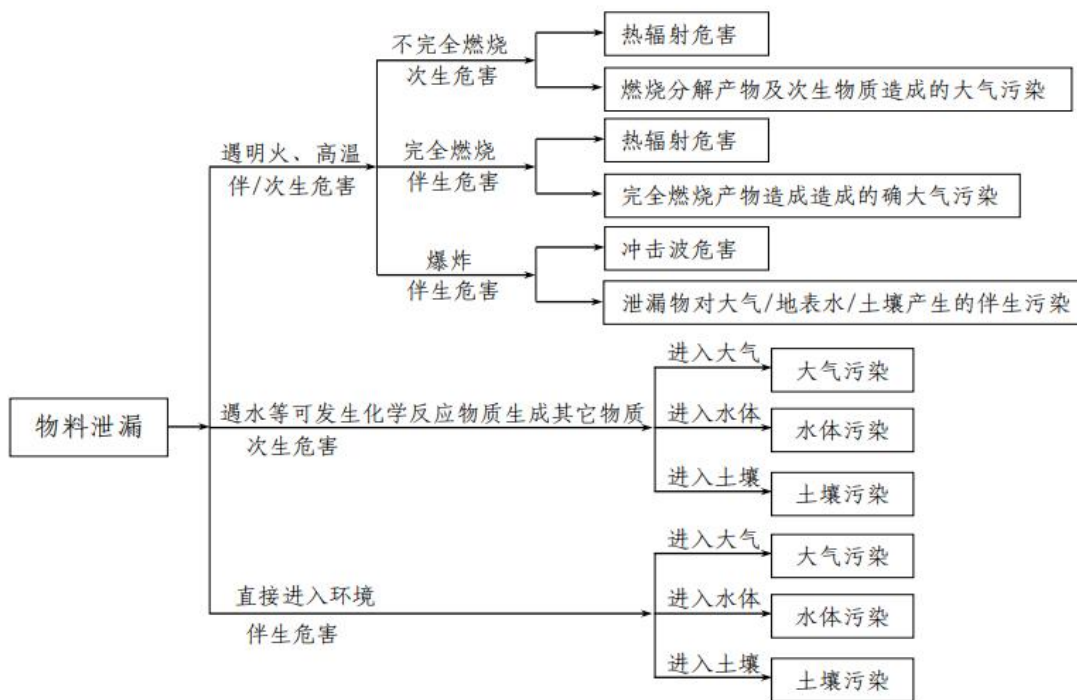 不完全燃烧
次生危害
热辐射危害
燃烧分解产物及次生物质造成的大气污染
遇明火、高温
伴/次生危害
完全燃烧
伴生危害
热辐射危害
完全燃烧产物造成造成的确大气污染
爆炸
伴生危害
冲击波危害
泄漏物对大气/地表水/土壤产生的伴生污染
物料泄漏
遇水等可发生化学反应物质生成其它物质
次生危害
进入大气
大气污染
进入水体
水体污染
进入土壤
土壤污染
直接进入环境
伴生危害
进入大气
大气污染
进入水体
水体污染
进入土壤
土壤污染